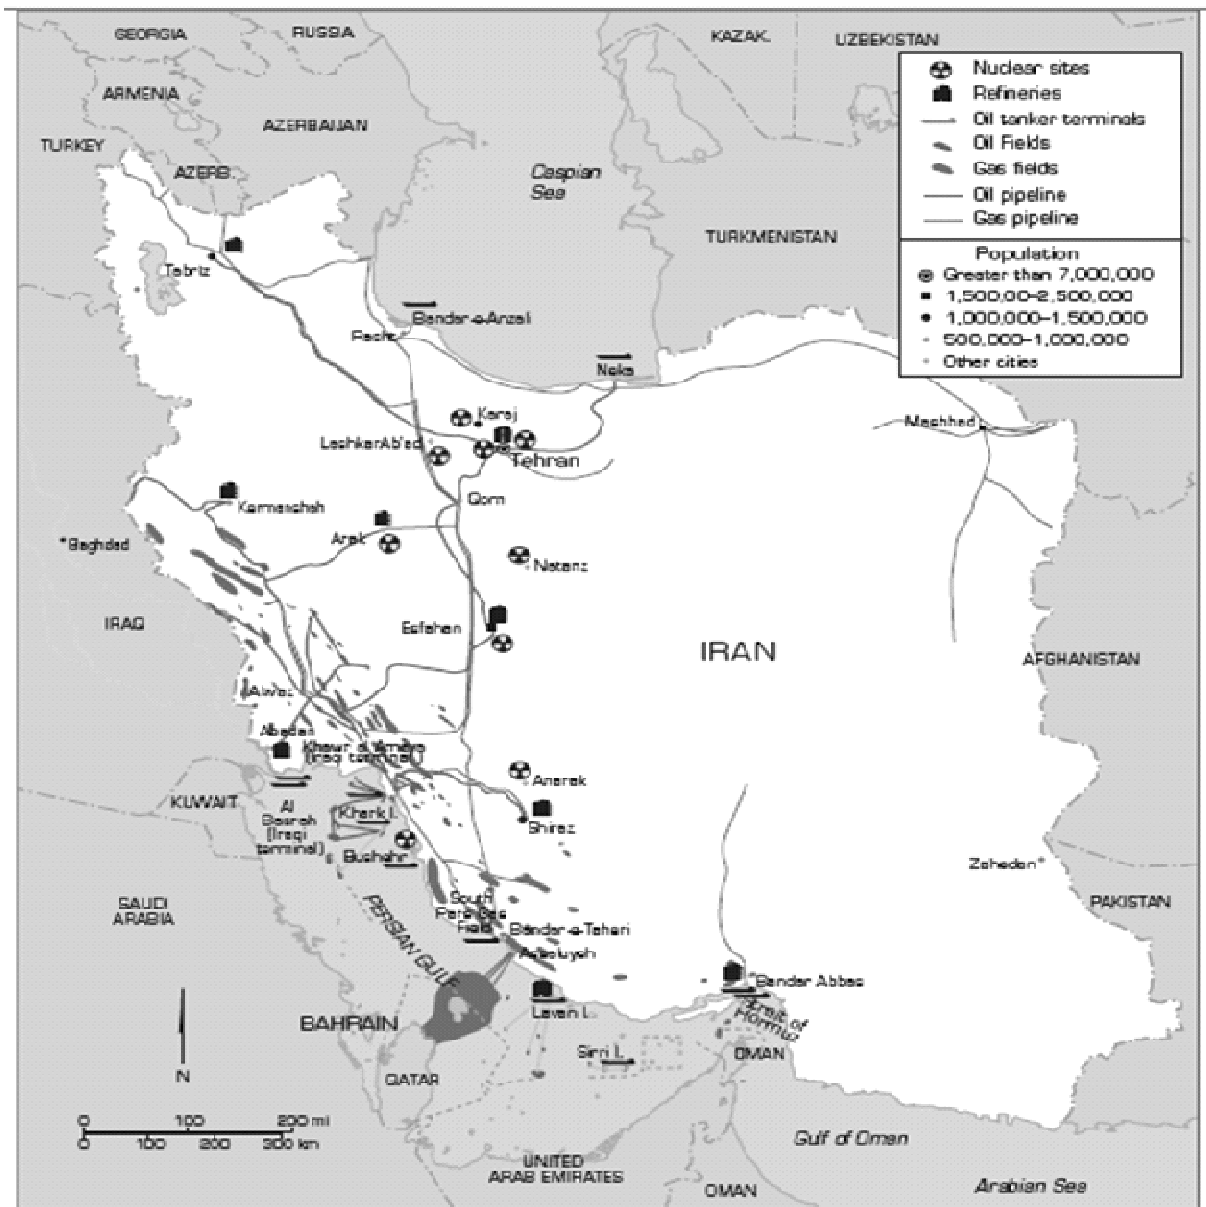 GEORGIA
RUSSIA
KAZAK.
UZBEKISTAN
ARMENIA
AZERBAIJAN
TURKEY
AZERB.
Caspian
Sea
TURKMENISTAN
Nuclear sites
Refineries
Oil tanker terminals
Oil Fields
Gas fields
Oil pipeline
Gas pipeline
Population
Greater than 7,000,000
1,500,00–2,500,000
1,000,000–1,500,000
500,000–1,000,000
Other cities
Tabriz
Bandar-e-Anzali
Rasht
Neka
Mashhad
Karaj
LashkarAb'ad
Tehran
Qom
Kermanshah
Arak
Natanz
Baghdad
Esfahan
IRAQ
IRAN
AFGHANISTAN
Ahvaz
Abadan
Khawr al Amaya
(Iraqi terminal)
Anarak
KUWAIT
Al
Basrah
(Iraqi
terminal)
Khark I.
Shiraz
Bushehr
Zahedan
SAUDI
ARABIA
PAKISTAN
PERSIAN GULF
South
Pars Gas
Field
Bandar-e-Taheri
Asaluyeh
Bandar Abbas
Lavan I.
Strait of
Hormuz
BAHRAIN
Sirri I.
OMAN
QATAR
N
0 100 200 mi
0 100 200 300 km
Gulf of Oman
UNITED
ARAB EMIRATES
OMAN
Arabian Sea